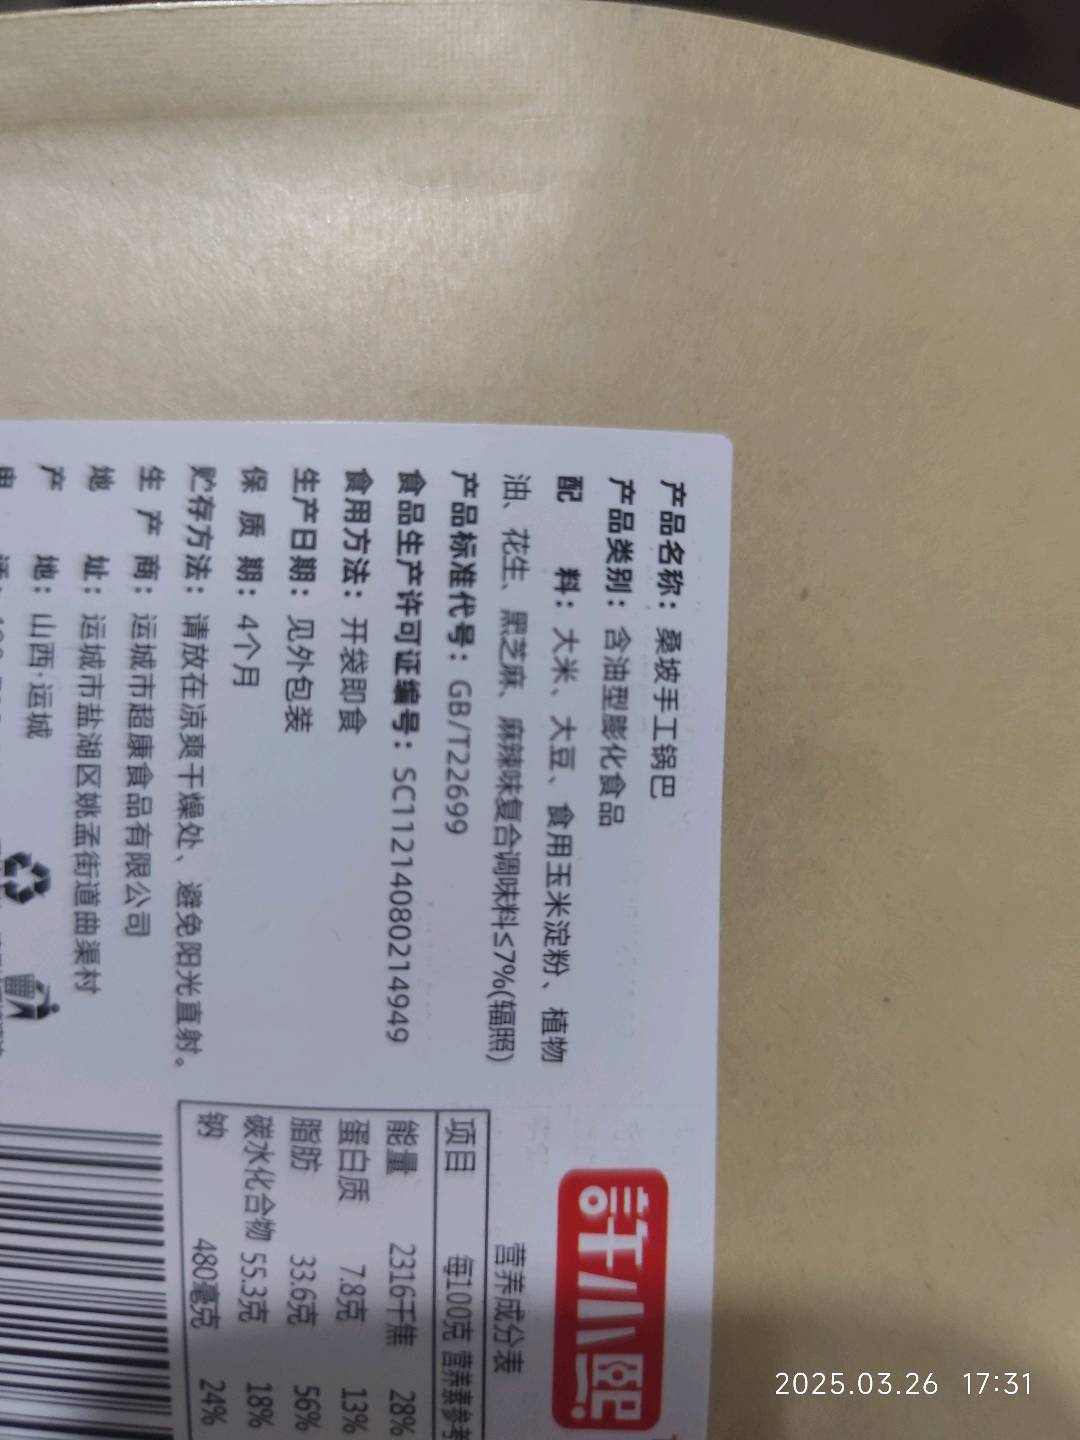 产品名称：桑坡手工锅巴
产品类别：含油型膨化食品
配 料：大米、大豆、食用玉米淀粉、植物
油、花生、黑芝麻、麻辣味复合调味料≤7%(辐照)
产品标准代号：GB/T22699
食品生产许可证编号：SC11214080214949
食用方法：开袋即食
生产日期：见外包装
保 质 期：4个月
贮存方法：请放在凉爽干燥处、避免阳光直射。
生 产 商：运城市超康食品有限公司
地 址：运城市盐湖区姚孟街道曲渠村
产 地：山西·运城
营养成分表
项目 每100克 营养素参考
能量 2316千焦 28%
蛋白质 7.8克 13%
脂肪 33.6克 56%
碳水化合物 55.3克 18%
钠 480毫克 24%
2025.03.26 17:31